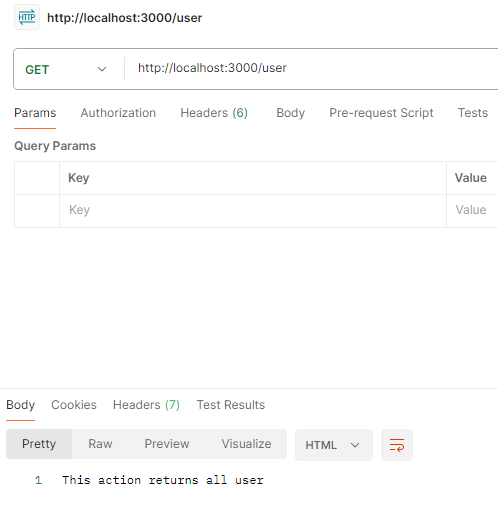 HTTP http://localhost:3000/user
GET http://localhost:3000/user
Params Authorization Headers (6) Body Pre-request Script Tests
Query Params
Key Value
Key Value
Body Cookies Headers (7) Test Results
Pretty Raw Preview Visualize HTML
1 This action returns all user